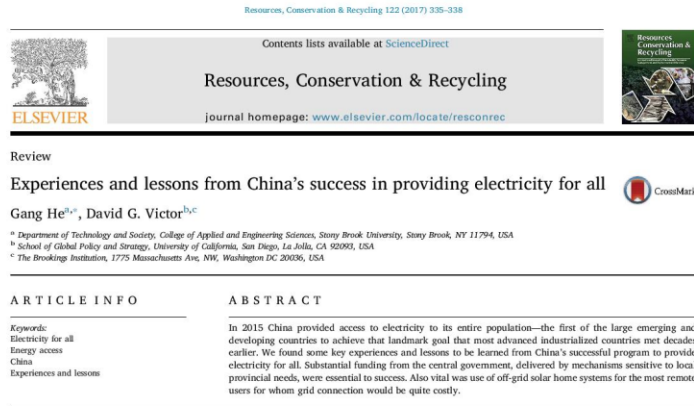 Resources, Conservation & Recycling 122 (2017) 335–338
Contents lists available at ScienceDirect
Resources, Conservation & Recycling
journal homepage: www.elsevier.com/locate/resconrec
ELSEVIER
Resources
Conservation &
Recycling
Review
Experiences and lessons from China's success in providing electricity for all
CrossMark
Gang Heᵃ,*, David G. Victorᵇ,ᶜ
ᵃ Department of Technology and Society, College of Applied and Engineering Sciences, Stony Brook University, Stony Brook, NY 11794, USA
ᵇ School of Global Policy and Strategy, University of California, San Diego, La Jolla, CA 92093, USA
ᶜ The Brookings Institution, 1775 Massachusetts Ave, NW, Washington DC 20036, USA
ARTICLE INFO
Keywords:
Electricity for all
Energy access
China
Experiences and lessons
ABSTRACT
In 2015 China provided access to electricity to its entire population—the first of the large emerging and
developing countries to achieve that landmark goal that most advanced industrialized countries met decades
earlier. We found some key experiences and lessons to be learned from China's successful program to provide
electricity for all. Substantial funding from the central government, delivered by mechanisms sensitive to local
provincial needs, were essential to success. Also vital was use of off-grid solar home systems for the most remote
users for whom grid connection would be quite costly.